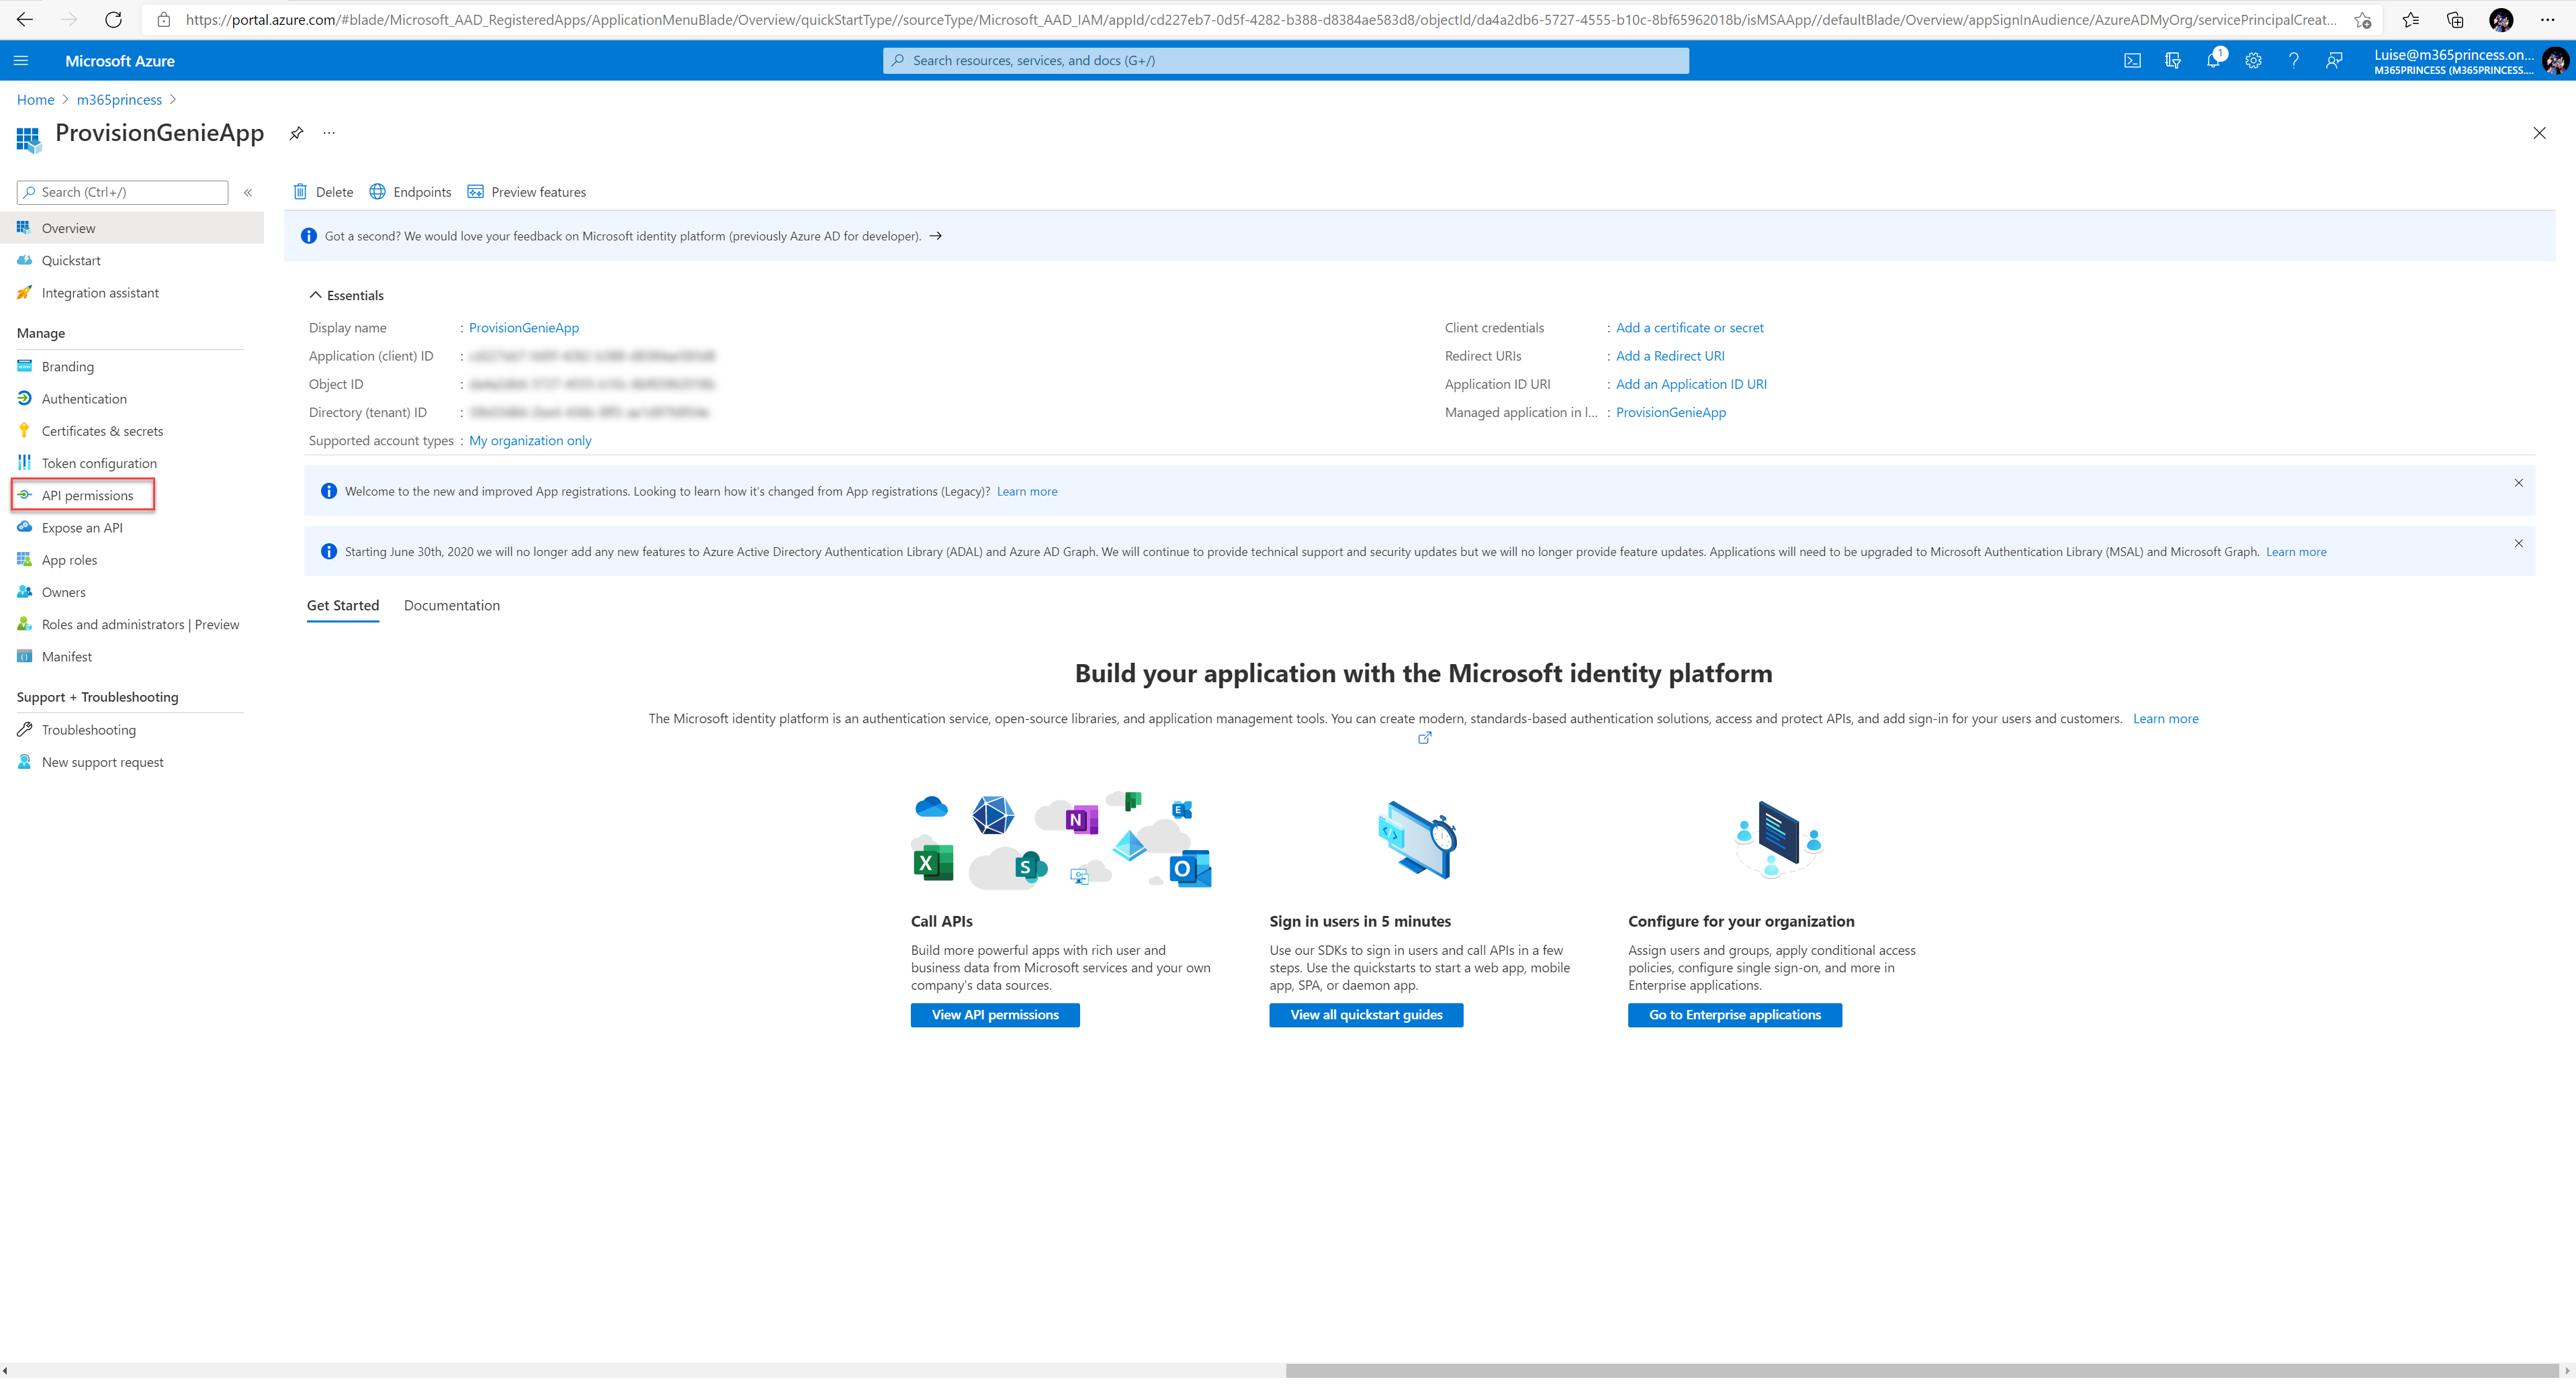 https://portal.azure.com/#blade/Microsoft_AAD_RegisteredApps/ApplicationMenuBlade/Overview/quickStartType//sourceType/Microsoft_AAD_IAM/appId/cd227eb7-0d5f-4282-b388-d8384ae583d8/objectId/da4a2db6-5727-4555-b10c-8bf65962018b/isMSAApp//defaultBlade/Overview/appSignInAudience/AzureADMyOrg/servicePrincipalCreat...
Microsoft Azure
Search resources, services, and docs (G+/)
1
Luise@m365princess.on...
M365PRINCESS (M365PRINCESS....
Home > m365princess >
ProvisionGenieApp
Search (Ctrl+/)
Delete
Endpoints
Preview features
Overview
Got a second? We would love your feedback on Microsoft identity platform (previously Azure AD for developer).
Quickstart
Integration assistant
Manage
Branding
Authentication
Certificates & secrets
Token configuration
API permissions
Expose an API
App roles
Owners
Roles and administrators | Preview
Manifest
Support + Troubleshooting
Troubleshooting
New support request
Essentials
Display name : ProvisionGenieApp
Application (client) ID :
Object ID :
Directory (tenant) ID :
Supported account types : My organization only
Client credentials : Add a certificate or secret
Redirect URIs : Add a Redirect URI
Application ID URI : Add an Application ID URI
Managed application in l... : ProvisionGenieApp
Welcome to the new and improved App registrations. Looking to learn how it's changed from App registrations (Legacy)? Learn more
Starting June 30th, 2020 we will no longer add any new features to Azure Active Directory Authentication Library (ADAL) and Azure AD Graph. We will continue to provide technical support and security updates but we will no longer provide feature updates. Applications will need to be upgraded to Microsoft Authentication Library (MSAL) and Microsoft Graph. Learn more
Get Started
Documentation
Build your application with the Microsoft identity platform
The Microsoft identity platform is an authentication service, open-source libraries, and application management tools. You can create modern, standards-based authentication solutions, access and protect APIs, and add sign-in for your users and customers. Learn more
N
E
X
S
O
Call APIs
Build more powerful apps with rich user and
business data from Microsoft services and your own
company's data sources.
View API permissions
Sign in users in 5 minutes
Use our SDKs to sign in users and call APIs in a few
steps. Use the quickstarts to start a web app, mobile
app, SPA, or daemon app.
View all quickstart guides
Configure for your organization
Assign users and groups, apply conditional access
policies, configure single sign-on, and more in
Enterprise applications.
Go to Enterprise applications